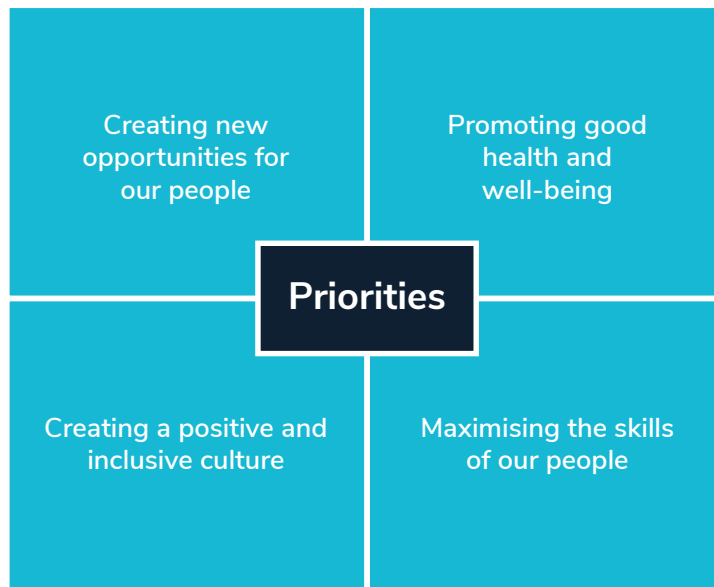 Creating new
opportunities for
our people
Promoting good
health and
well-being
Priorities
Creating a positive and
inclusive culture
Maximising the skills
of our people